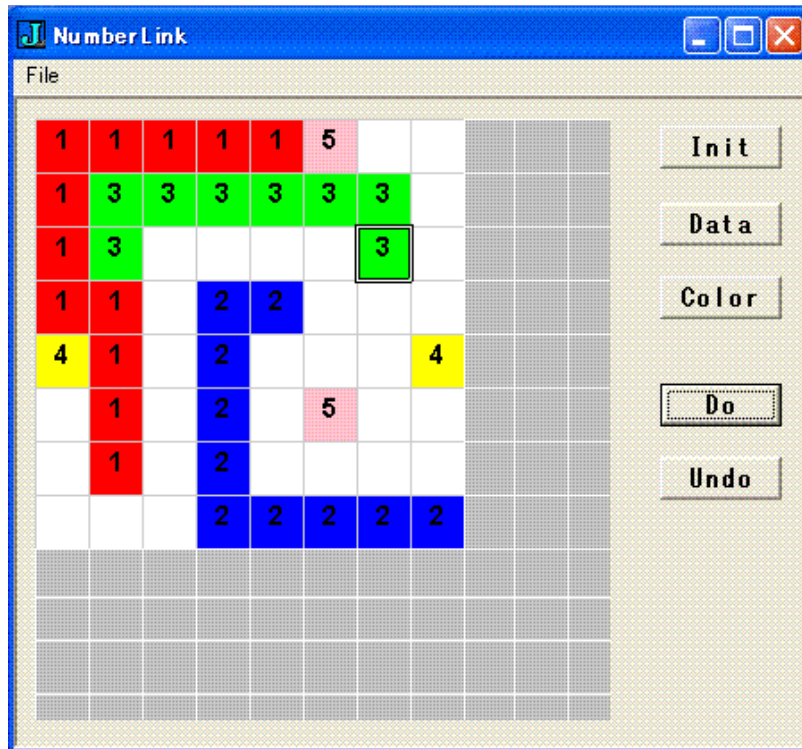 NumberLink
File
1 1 1 1 1 5
Init
1 3 3 3 3 3 3
Data
1 3 3
Color
1 1 2 2
4 1 2 4
Do
1 2 5
1 2
Undo
2 2 2 2 2